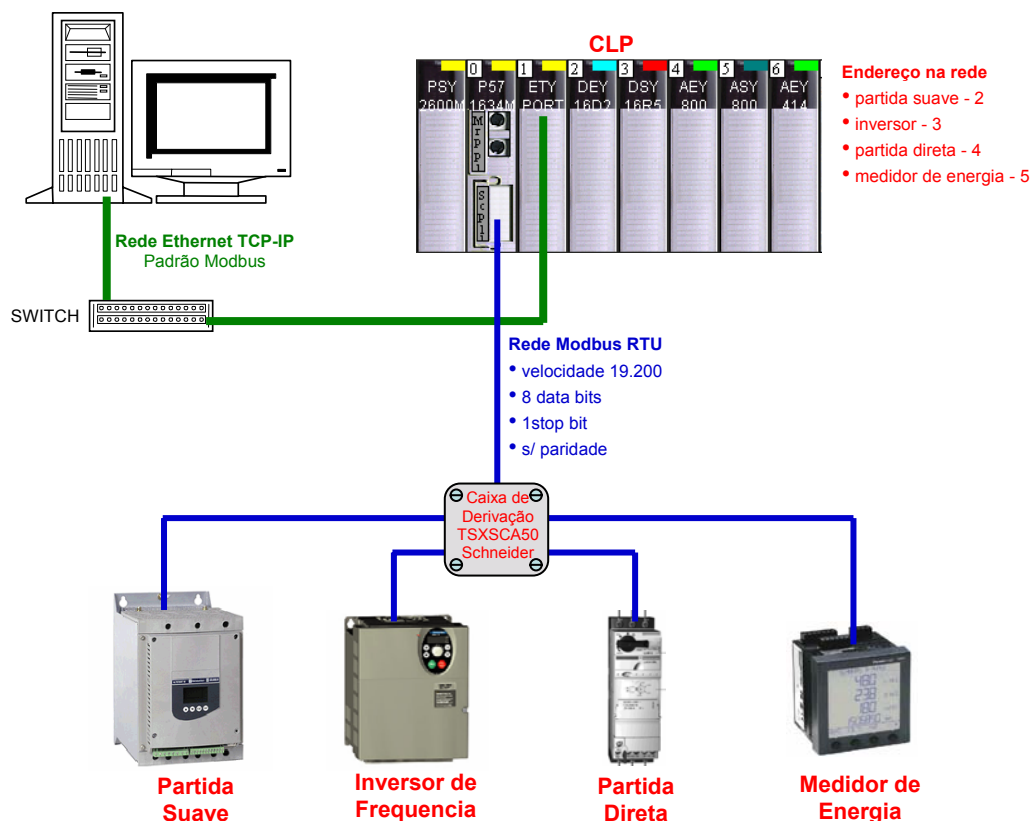 CLP
0 1 2 3 4 5 6
PSY P57 ETY DEY DSY AEY ASY AEY
2600M 1634M PORT 16D2 16R5 800 800 414
Endereço na rede
• partida suave - 2
• inversor - 3
• partida direta - 4
• medidor de energia - 5
Rede Ethernet TCP-IP
Padrão Modbus
SWITCH
Rede Modbus RTU
• velocidade 19.200
• 8 data bits
• 1stop bit
• s/ paridade
Caixa de
Derivação
TSXSCA50
Schneider
480
238
180
Partida
Suave
Inversor de
Frequencia
Partida
Direta
Medidor de
Energia